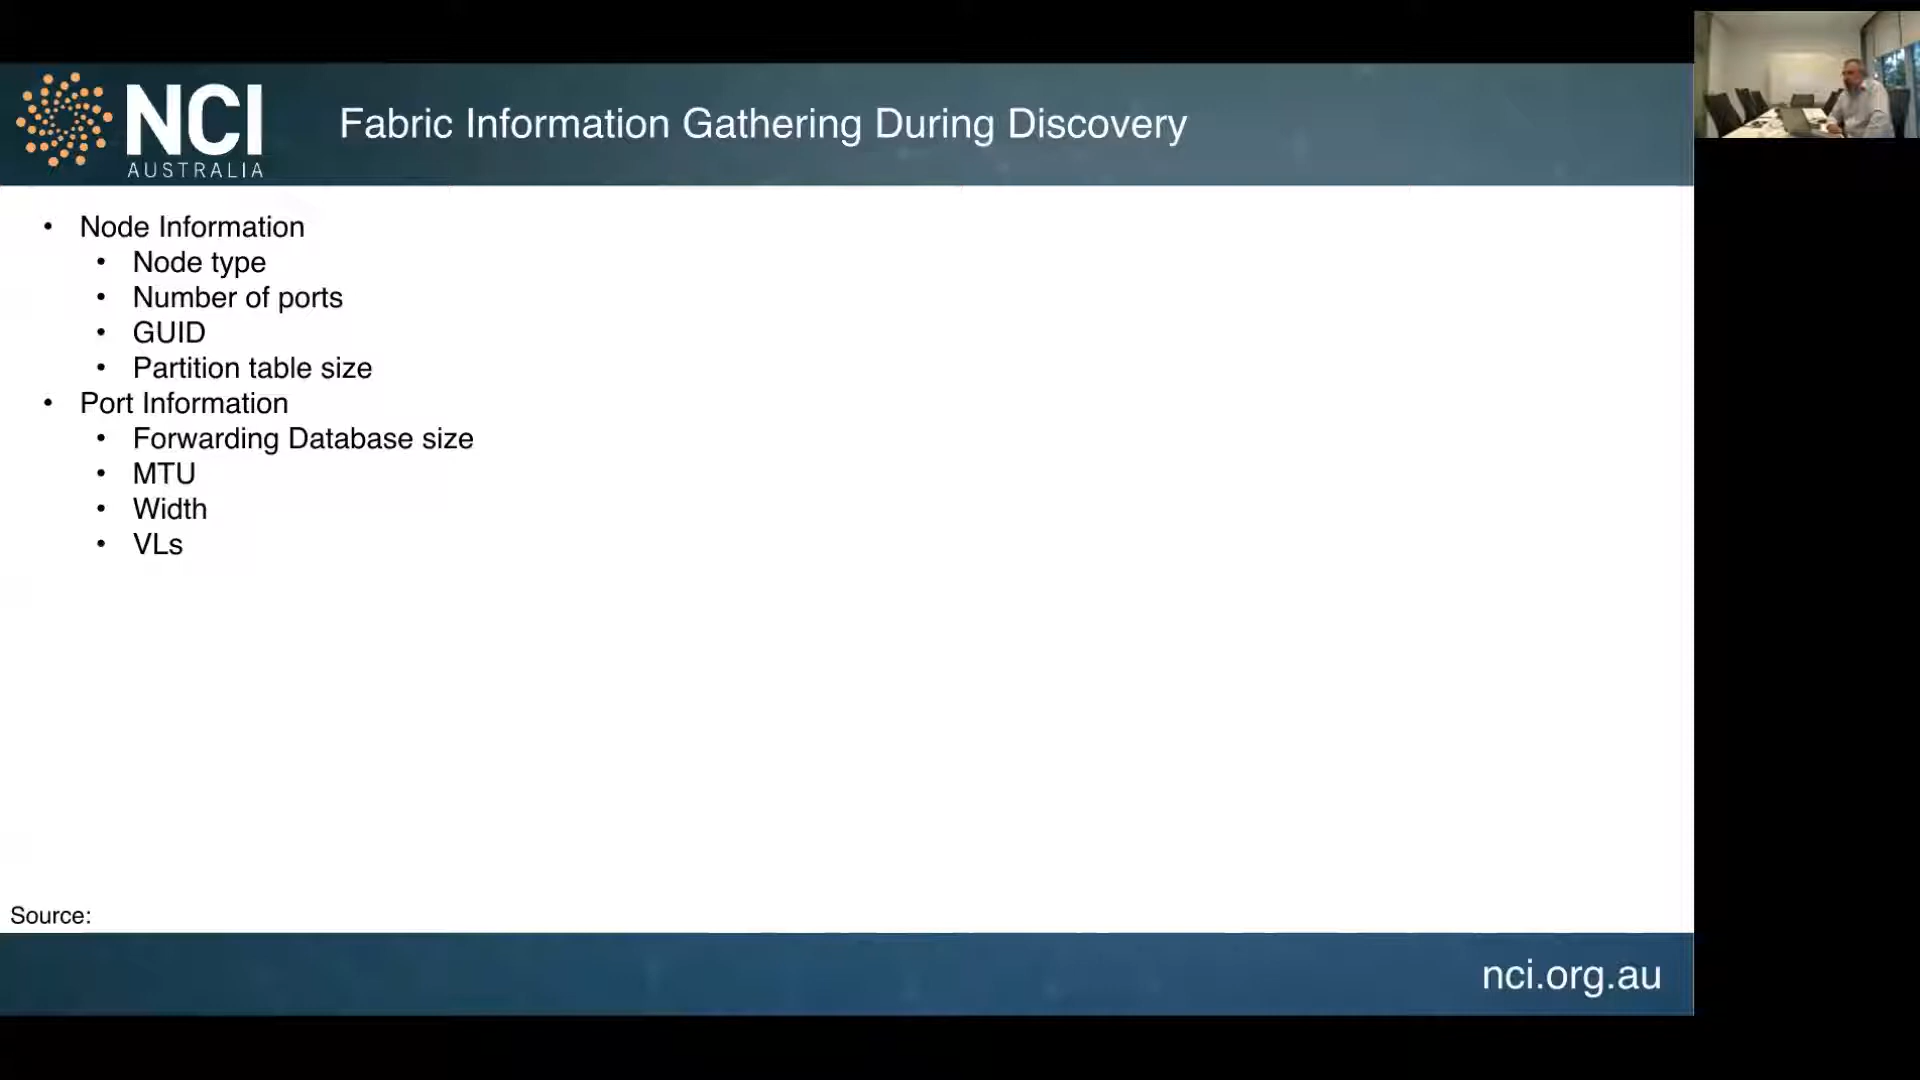 NCI
AUSTRALIA
Fabric Information Gathering During Discovery
• Node Information
• Node type
• Number of ports
• GUID
• Partition table size
• Port Information
• Forwarding Database size
• MTU
• Width
• VLs
Source:
nci.org.au